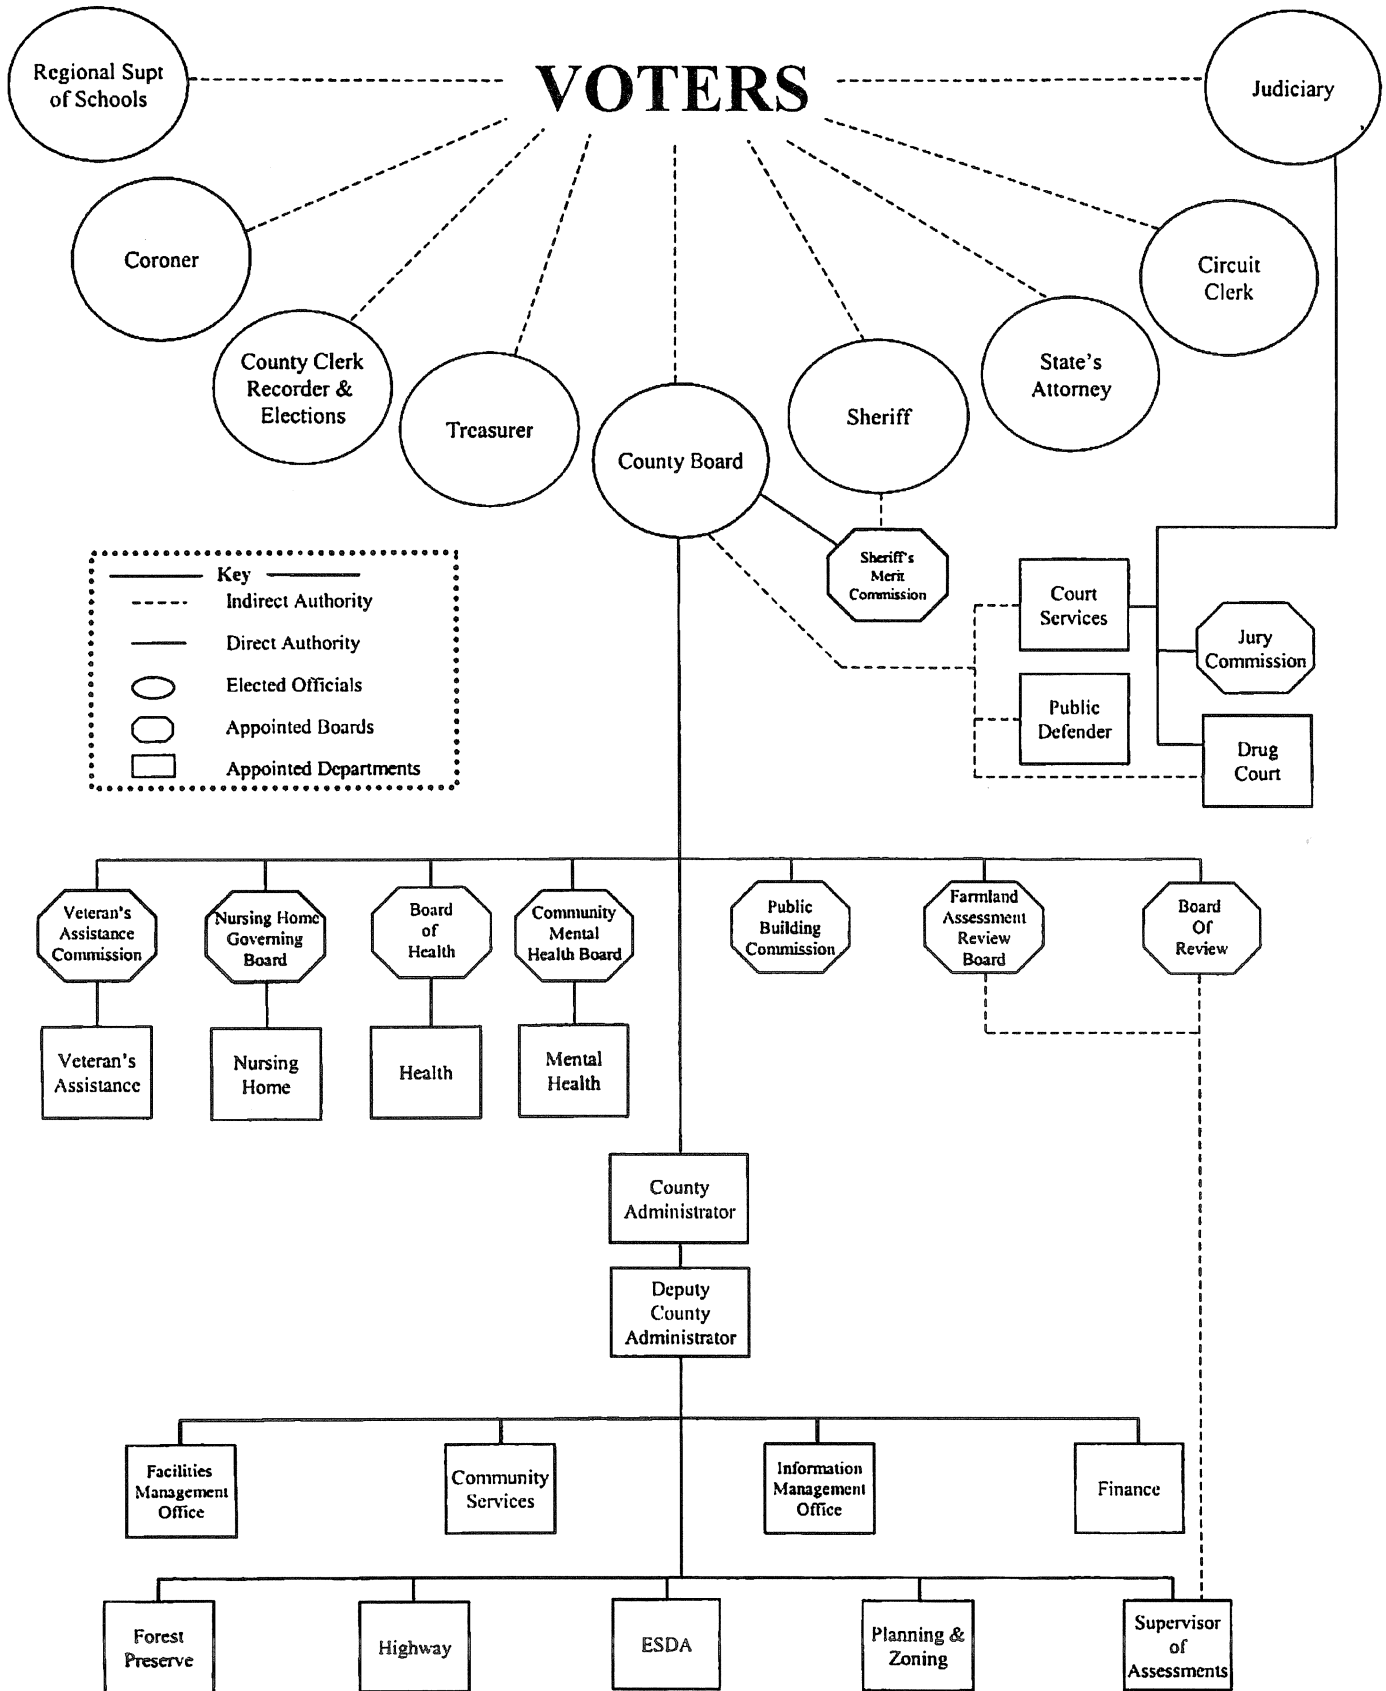 Regional Supt
of Schools
VOTERS
Judiciary
Coroner
Circuit
Clerk
County Clerk
Recorder &
Elections
Treasurer
County Board
Sheriff
State's
Attorney
Sheriff's
Merit
Commission
Key
Indirect Authority
Direct Authority
Elected Officials
Appointed Boards
Appointed Departments
Court
Services
Jury
Commission
Public
Defender
Drug
Court
Veteran's
Assistance
Commission
Nursing Home
Governing
Board
Board
of
Health
Community
Mental
Health Board
Public
Building
Commission
Farmland
Assessment
Review
Board
Board
Of
Review
Veteran's
Assistance
Nursing
Home
Health
Mental
Health
County
Administrator
Deputy
County
Administrator
Facilities
Management
Office
Community
Services
Information
Management
Office
Finance
Forest
Preserve
Highway
ESDA
Planning &
Zoning
Supervisor
of
Assessments